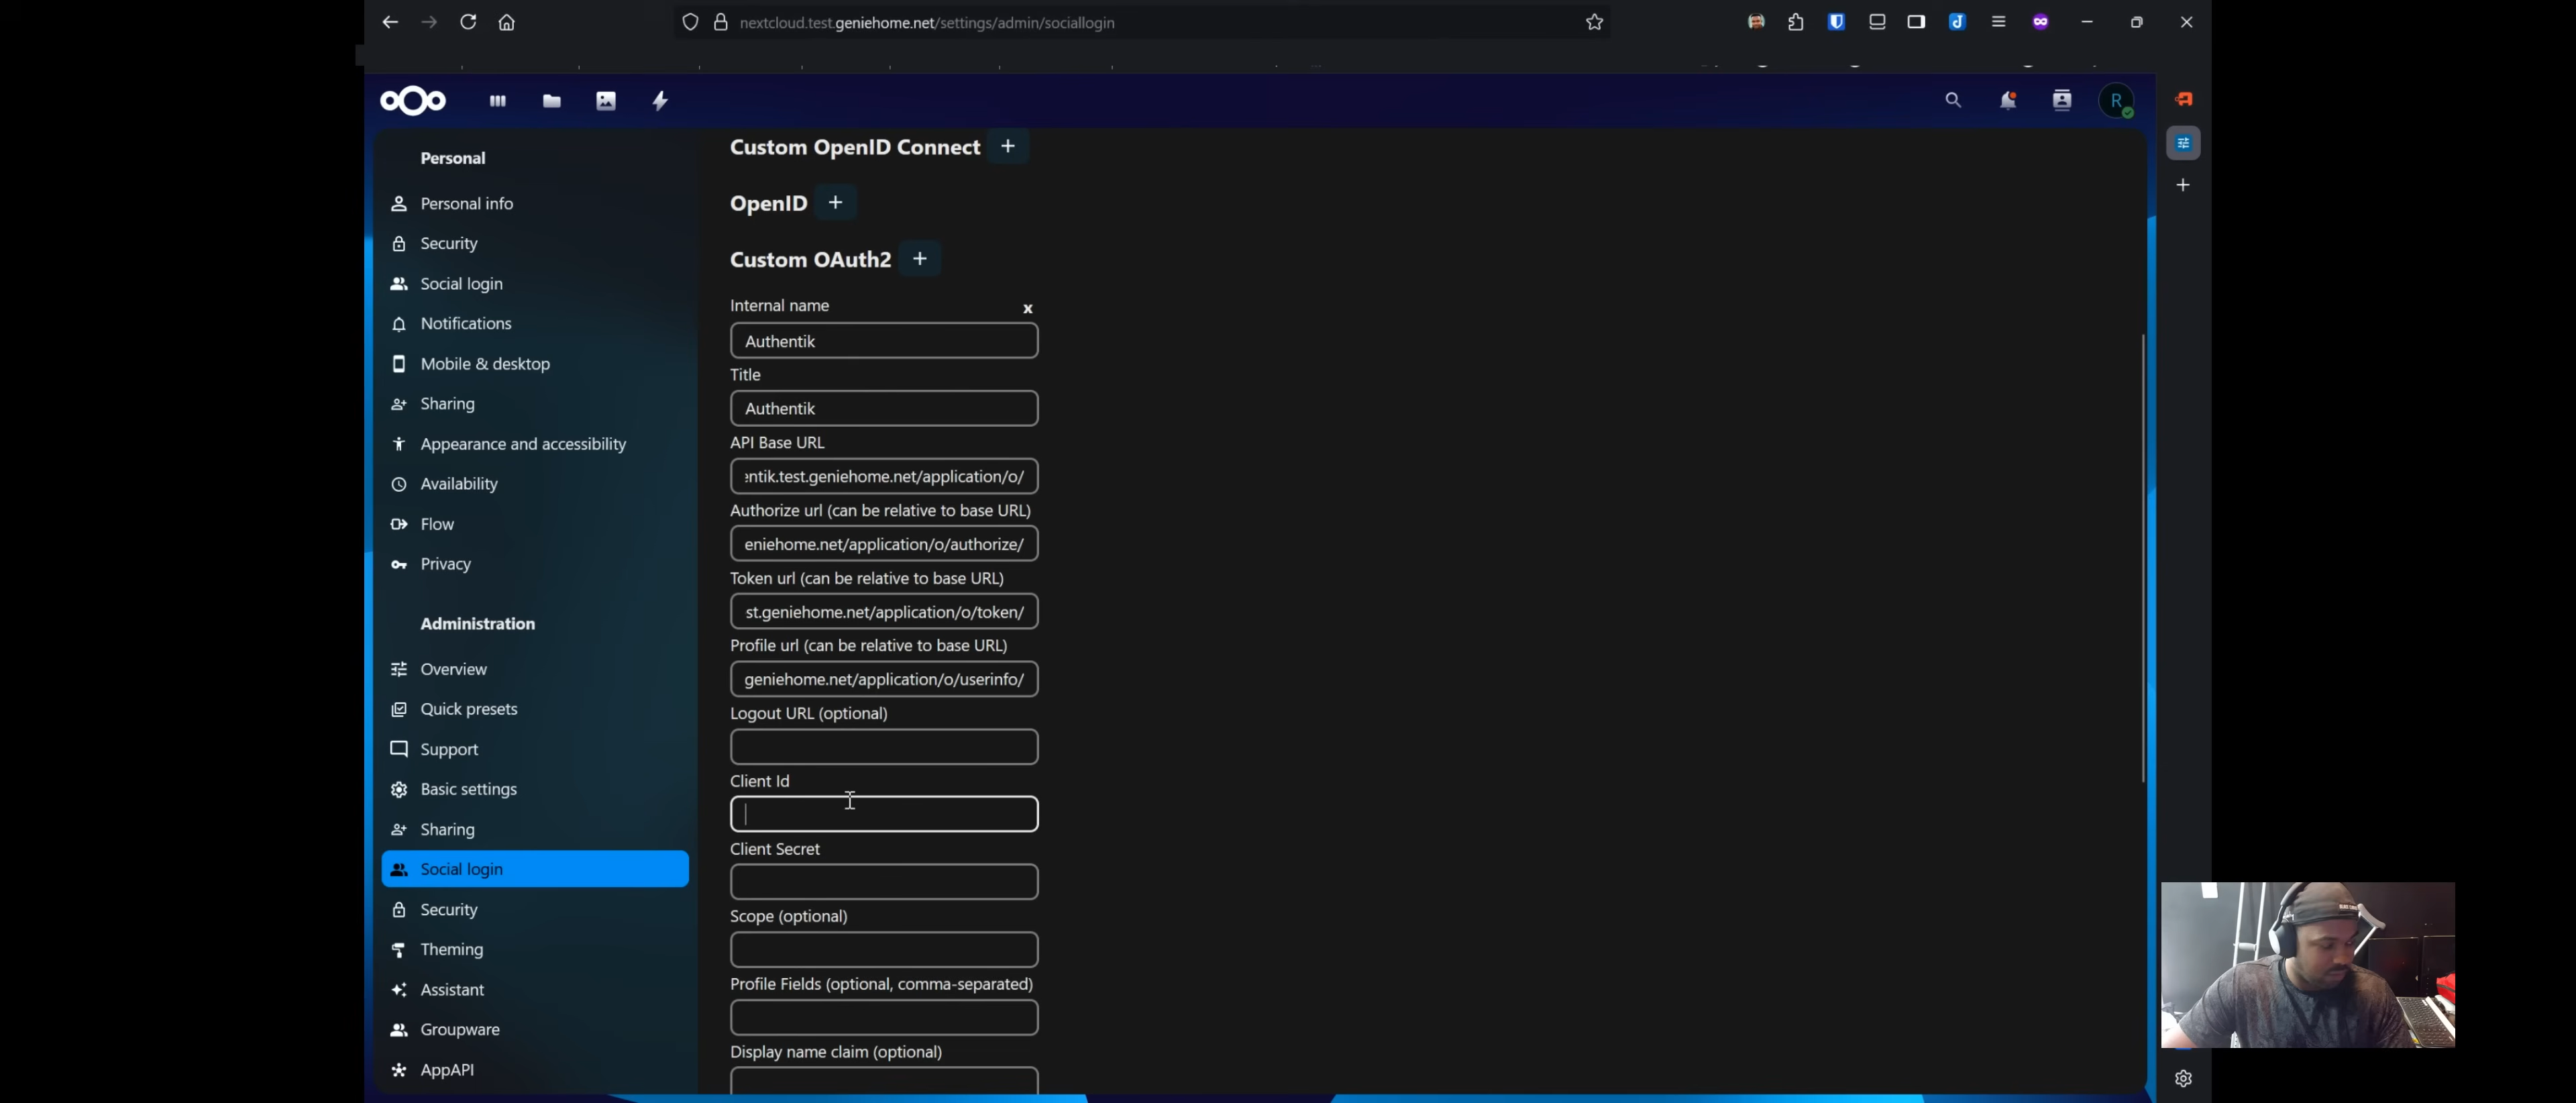 nextcloud.test.geniehome.net/settings/admin/sociallogin
R
Personal
Personal info
Security
Social login
Notifications
Mobile & desktop
Sharing
Appearance and accessibility
Availability
Flow
Privacy
Administration
Overview
Quick presets
Support
Basic settings
Sharing
Social login
Security
Theming
Assistant
Groupware
AppAPI
Custom OpenID Connect +
OpenID +
Custom OAuth2 +
Internal name x
Authentik
Title
Authentik
API Base URL
entik.test.geniehome.net/application/o/
Authorize url (can be relative to base URL)
eniehome.net/application/o/authorize/
Token url (can be relative to base URL)
st.geniehome.net/application/o/token/
Profile url (can be relative to base URL)
geniehome.net/application/o/userinfo/
Logout URL (optional)
Client Id
Client Secret
Scope (optional)
Profile Fields (optional, comma-separated)
Display name claim (optional)